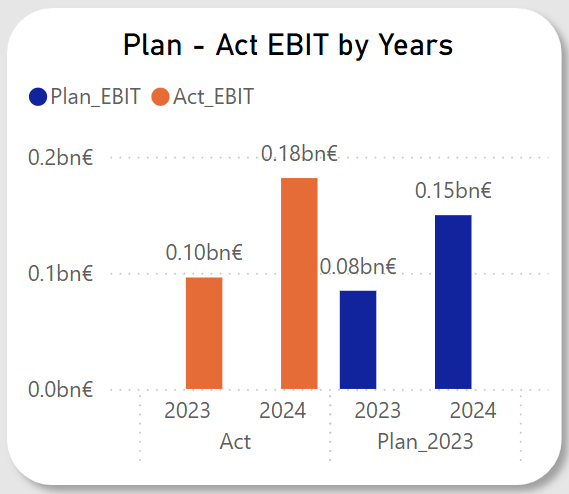 Plan - Act EBIT by Years
Plan_EBIT Act_EBIT
0.2bn€
0.18bn€
0.15bn€
0.10bn€
0.08bn€
0.1bn€
0.0bn€
2023 2024 2023 2024
Act Plan_2023